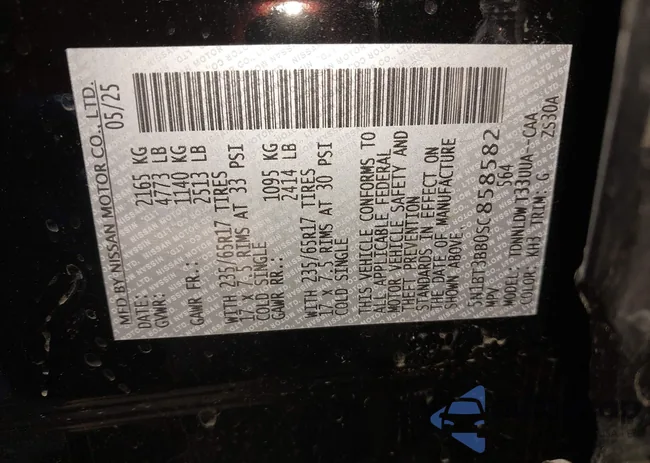 MFD BY NISSAN MOTOR CO., LTD.
DATE: 05/25
GVWR: 2165 KG
4773 LB
GAWR FR.: 1140 KG
2513 LB
WITH 235/65R17 TIRES
17 X 7.5 RIMS AT 33 PSI
COLD SINGLE
GAWR RR.: 1095 KG
2414 LB
WITH 235/65R17 TIRES
17 X 7.5 RIMS AT 30 PSI
COLD SINGLE
THIS VEHICLE CONFORMS TO
ALL APPLICABLE FEDERAL
MOTOR VEHICLE SAFETY AND
THEFT PREVENTION
STANDARDS IN EFFECT ON
THE DATE OF MANUFACTURE
SHOWN ABOVE.
5N1BT3BB0SC858582
MPV 564
MODEL: TDNNLDWT33UUA--CAA
COLOR: KH3 TRIM: G ZS30A